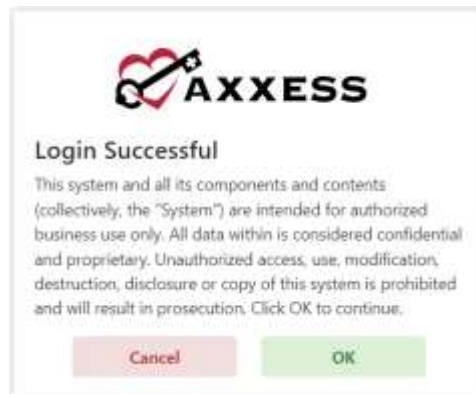 AXXESS
Login Successful
This system and all its components and contents
(collectively, the "System") are intended for authorized
business use only. All data within is considered confidential
and proprietary. Unauthorized access, use, modification,
destruction, disclosure or copy of this system is prohibited
and will result in prosecution. Click OK to continue.
Cancel
OK